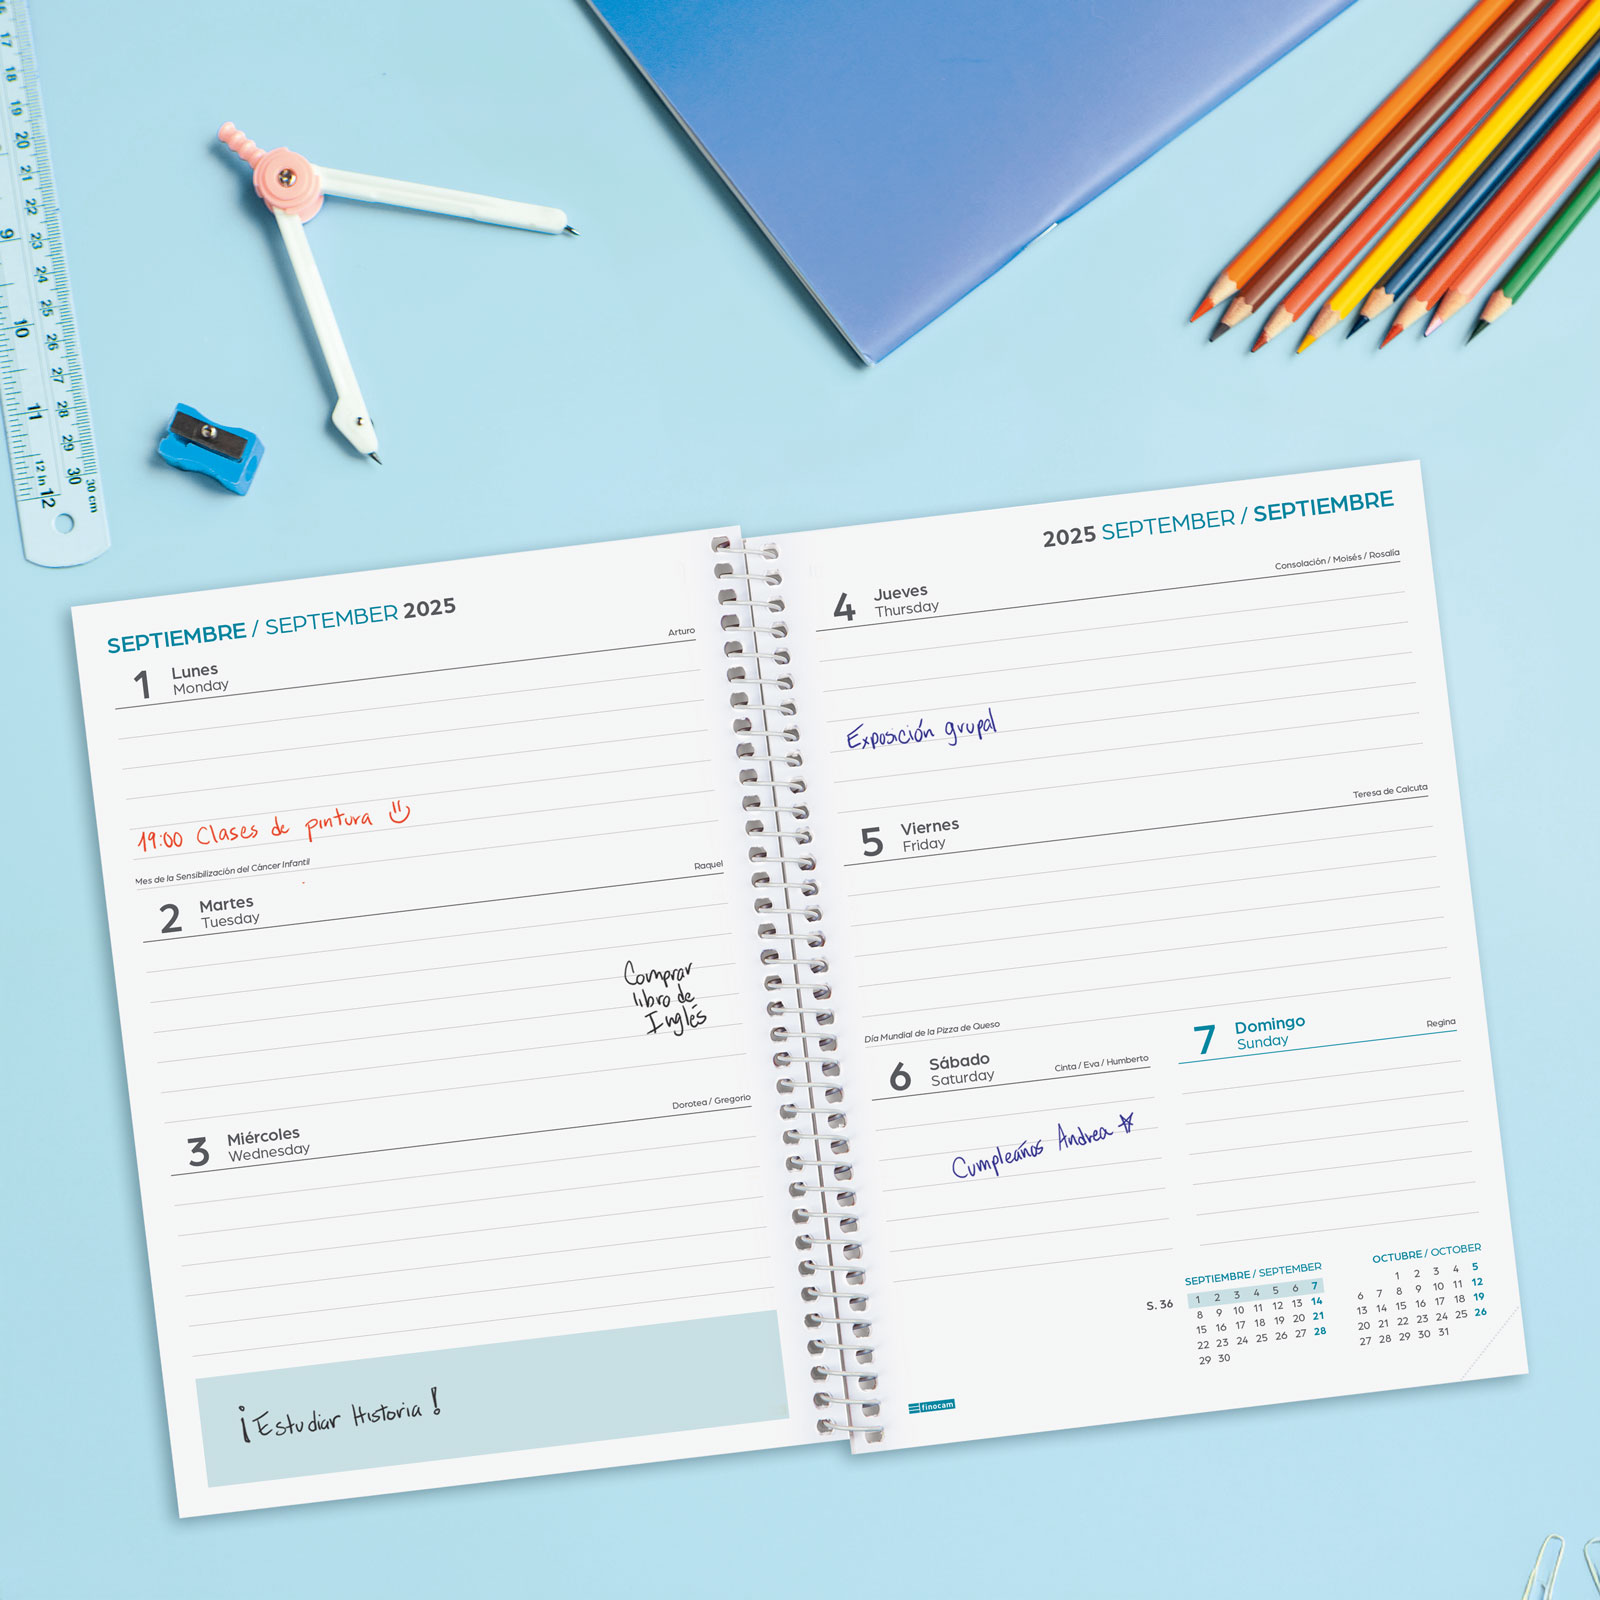 17
18
19
20
21
22
23
24
25
26
27
28
29
30
30 cm
9
10
11
12 in
12
SEPTIEMBRE / SEPTEMBER 2025
1 Lunes Arturo
Monday
19:00 Clases de pintura
Mes de la Sensibilización del Cáncer Infantil
2 Martes Raquel
Tuesday
Comprar
libro de
Inglés
3 Miércoles Dorotea / Gregorio
Wednesday
¡Estudiar Historia!
2025 SEPTEMBER / SEPTIEMBRE
4 Jueves Consolación / Moisés / Rosalía
Thursday
Exposición grupal
5 Viernes Teresa de Calcuta
Friday
Día Mundial de la Pizza de Queso
6 Sábado Cinta / Eva / Humberto
Saturday
Cumpleaños Andrea
7 Domingo Regina
Sunday
S. 36
SEPTIEMBRE / SEPTEMBER
1 2 3 4 5 6 7
8 9 10 11 12 13 14
15 16 17 18 19 20 21
22 23 24 25 26 27 28
29 30
OCTUBRE / OCTOBER
1 2 3 4 5
6 7 8 9 10 11 12
13 14 15 16 17 18 19
20 21 22 23 24 25 26
27 28 29 30 31
finocam